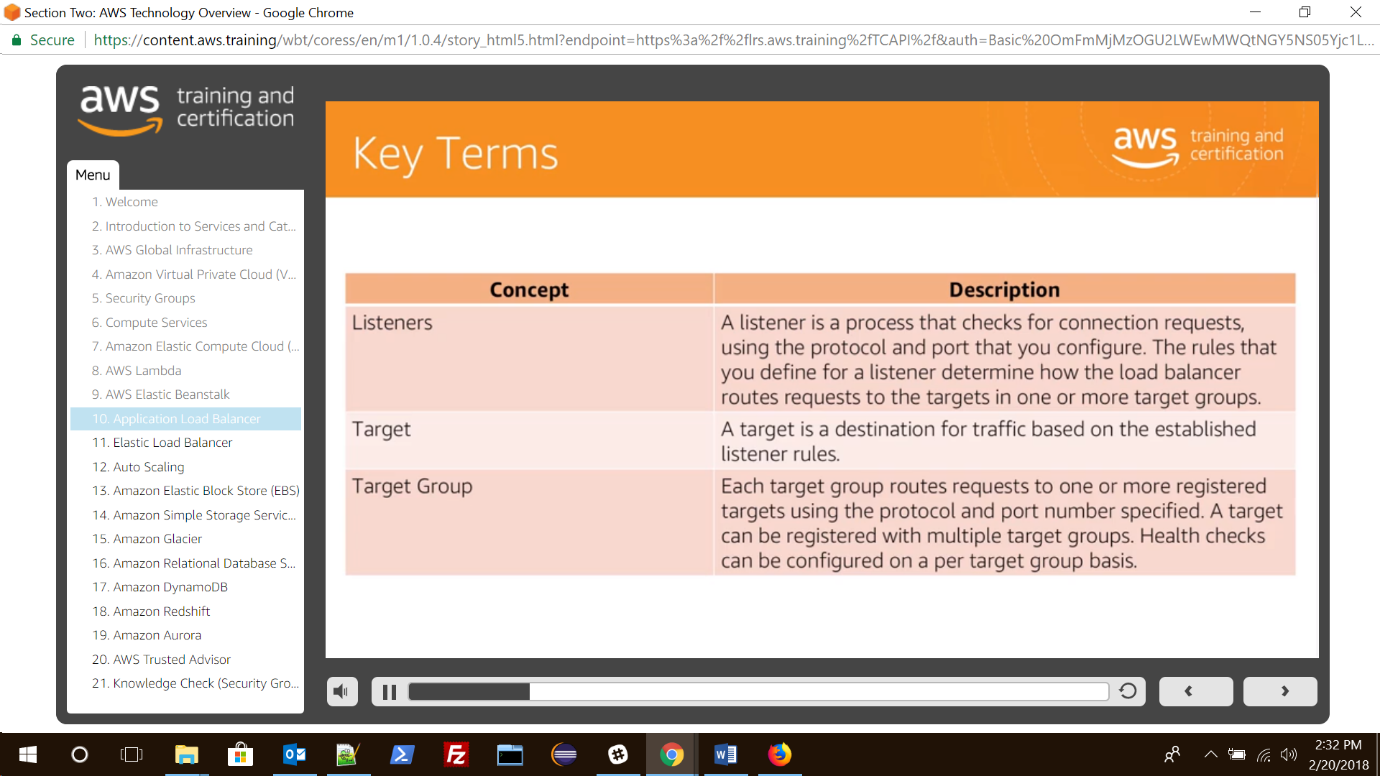 Section Two: AWS Technology Overview - Google Chrome
Secure https://content.aws.training/wbt/coress/en/m1/1.0.4/story_html5.html?endpoint=https%3a%2f%2flrs.aws.training%2fTCAPI%2f&auth=Basic%20OmFmMjMzOGU2LWEwMWQtNGY5NS05Yjc1L...
aws training and
certification
Menu
1. Welcome
2. Introduction to Services and Cat...
3. AWS Global Infrastructure
4. Amazon Virtual Private Cloud (V...
5. Security Groups
6. Compute Services
7. Amazon Elastic Compute Cloud (...
8. AWS Lambda
9. AWS Elastic Beanstalk
10. Application Load Balancer
11. Elastic Load Balancer
12. Auto Scaling
13. Amazon Elastic Block Store (EBS)
14. Amazon Simple Storage Servic...
15. Amazon Glacier
16. Amazon Relational Database S...
17. Amazon DynamoDB
18. Amazon Redshift
19. Amazon Aurora
20. AWS Trusted Advisor
21. Knowledge Check (Security Gro...
Key Terms
aws training and
certification
Concept Description
Listeners
A listener is a process that checks for connection requests,
using the protocol and port that you configure. The rules that
you define for a listener determine how the load balancer
routes requests to the targets in one or more target groups.
Target
A target is a destination for traffic based on the established
listener rules.
Target Group
Each target group routes requests to one or more registered
targets using the protocol and port number specified. A target
can be registered with multiple target groups. Health checks
can be configured on a per target group basis.
2:32 PM
2/20/2018